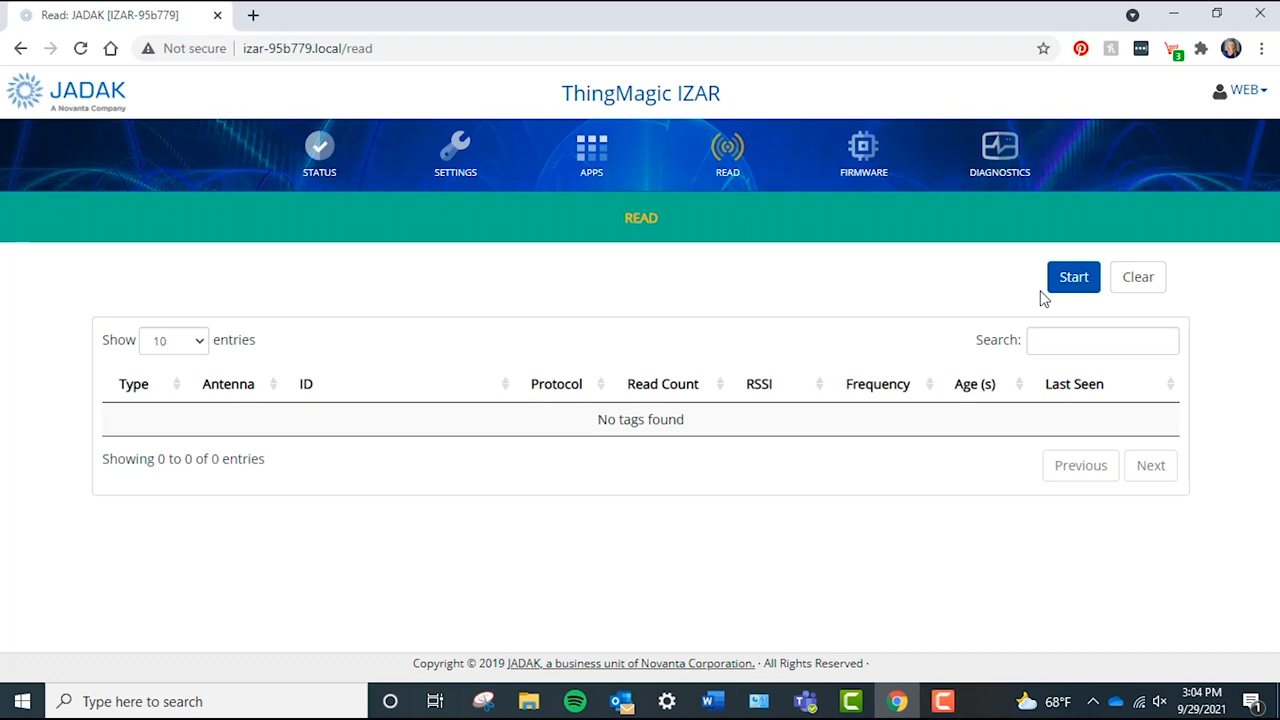 Read: JADAK [IZAR-95b779]
Not secure izar-95b779.local/read
3
JADAK
A Novanta Company
ThingMagic IZAR
WEB
STATUS SETTINGS APPS READ FIRMWARE DIAGNOSTICS
READ
Start Clear
Show 10 entries Search:
Type Antenna ID Protocol Read Count RSSI Frequency Age (s) Last Seen
No tags found
Showing 0 to 0 of 0 entries
Previous Next
Copyright © 2019 JADAK, a business unit of Novanta Corporation. · All Rights Reserved ·
Type here to search
68°F
3:04 PM
9/29/2021
1